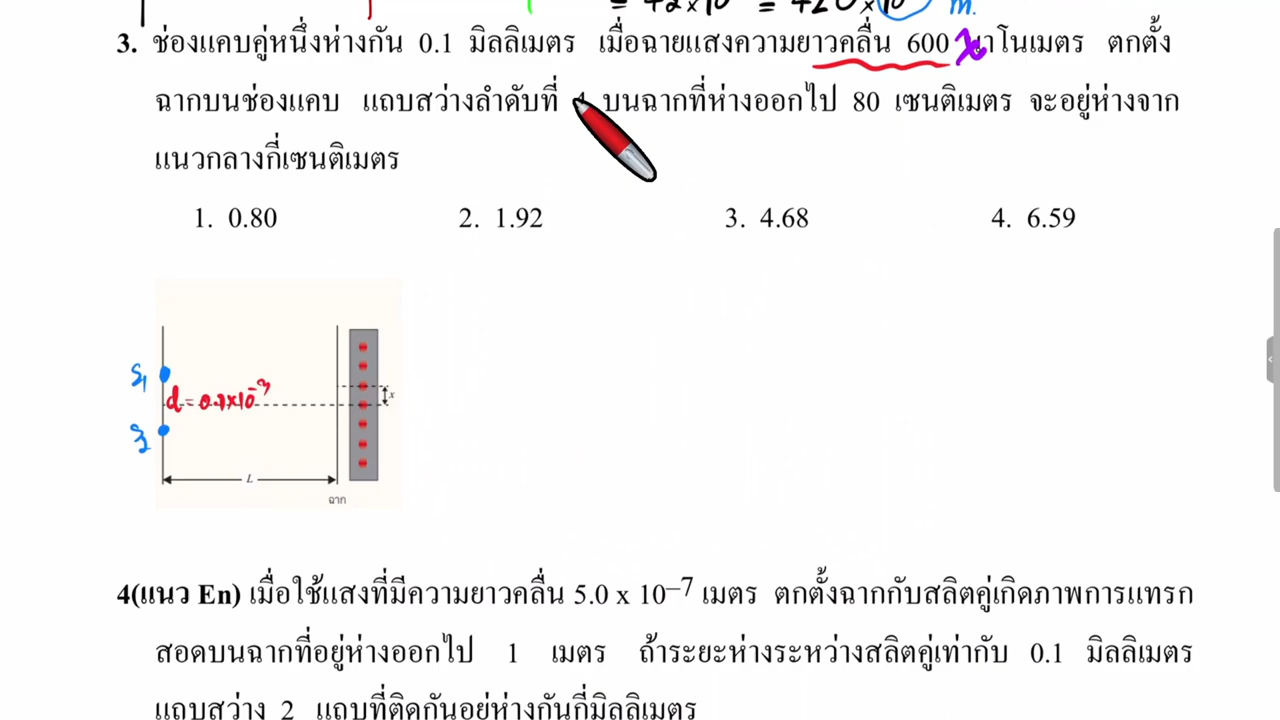 = 42×10 = 420×10 m.
3. ช่องแคบคู่หนึ่งห่างกัน 0.1 มิลลิเมตร เมื่อฉายแสงความยาวคลื่น 600 นาโนเมตร ตกตั้ง
ฉากบนช่องแคบ แถบสว่างลำดับที่ 4 บนฉากที่ห่างออกไป 80 เซนติเมตร จะอยู่ห่างจาก
แนวกลางกี่เซนติเมตร
1. 0.80 2. 1.92 3. 4.68 4. 6.59
S1
d = 0.1×10⁻³
x
S2
L
ฉาก
4(แนว En) เมื่อใช้แสงที่มีความยาวคลื่น 5.0 x 10⁻⁷ เมตร ตกตั้งฉากกับสลิตคู่เกิดภาพการแทรก
สอดบนฉากที่อยู่ห่างออกไป 1 เมตร ถ้าระยะห่างระหว่างสลิตคู่เท่ากับ 0.1 มิลลิเมตร
แถบสว่าง 2 แถบที่ติดกันอยู่ห่างกันกี่มิลลิเมตร